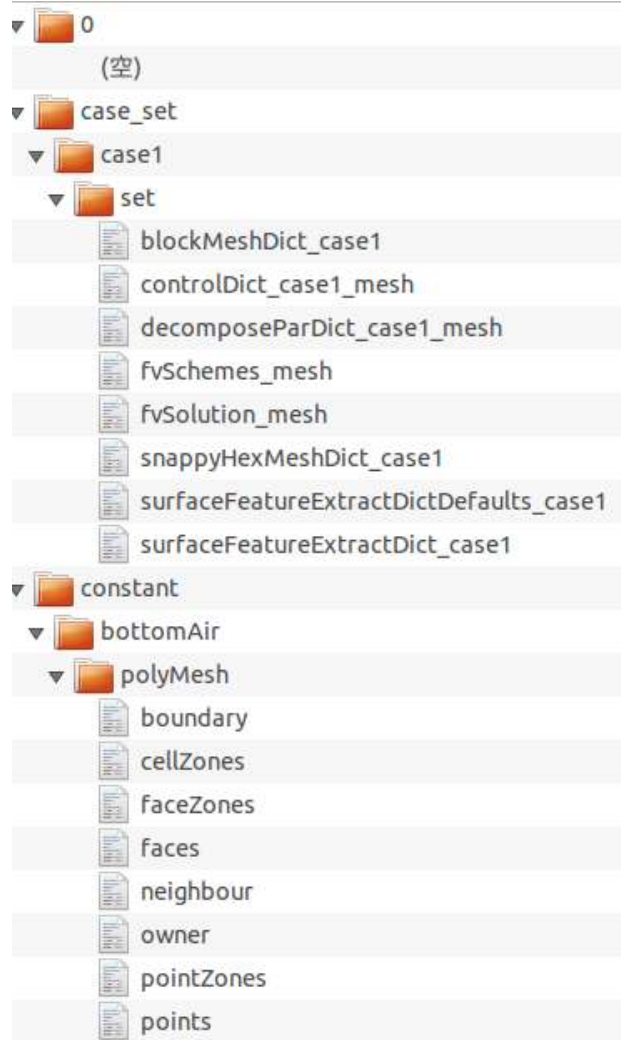 0
(空)
case_set
case1
set
blockMeshDict_case1
controlDict_case1_mesh
decomposeParDict_case1_mesh
fvSchemes_mesh
fvSolution_mesh
snappyHexMeshDict_case1
surfaceFeatureExtractDictDefaults_case1
surfaceFeatureExtractDict_case1
constant
bottomAir
polyMesh
boundary
cellZones
faceZones
faces
neighbour
owner
pointZones
points